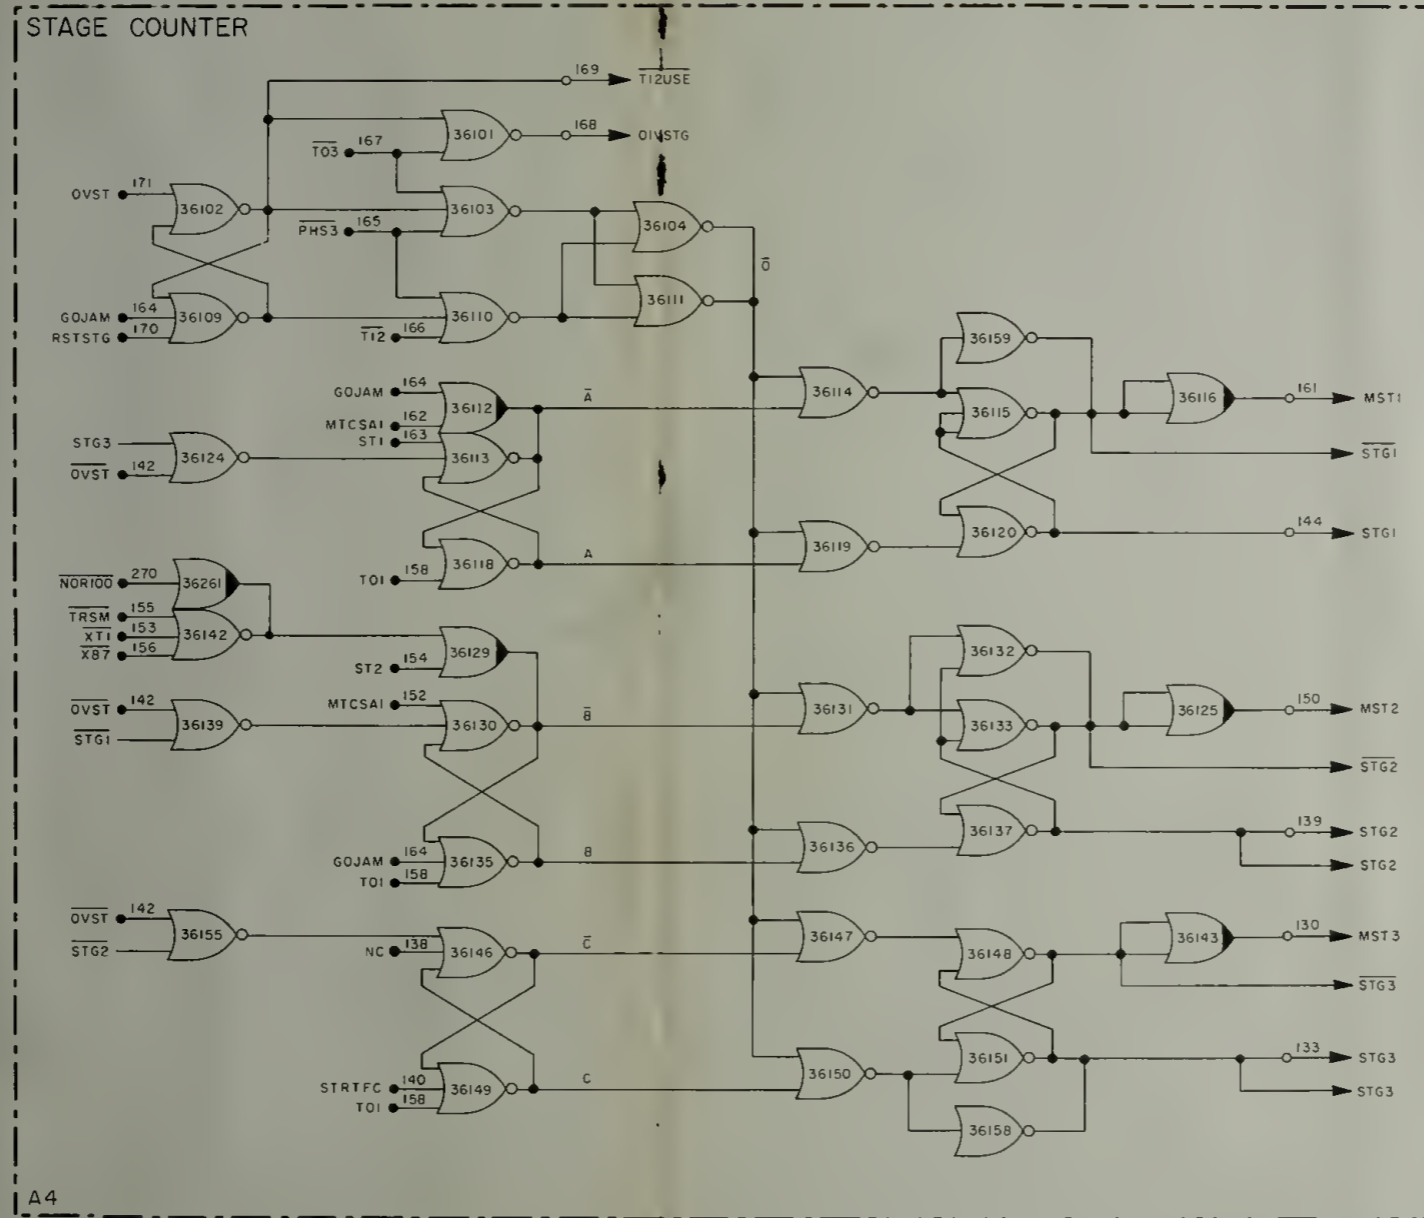 STAGE COUNTER
169 T12USE
36101 168 OIVSTG
T03 167
OVST 171 36102
36103 36104
PHS3 165
O
GOJAM 164 36109 36110 36111
RSTSTG 170
T12 166
36159
GOJAM 164
36112 A 36114 36115 36116 161 MST1
MTCSA1 162
ST1 163
STG3 36124 36113 STG1
OVST 142
36119 36120 144 STG1
A
36118
T01 158
NOR100 270 36261
TRSM 155
XT1 153 36142
X87 156
36129 36132
ST2 154
MTCSA1 152
OVST 142 36131 36125 150 MST2
36139 36130 B 36133
STG1
STG2
36137 139 STG2
36136
GOJAM 164 36135 B STG2
T01 158
OVST 142
36155 36147 36143 130 MST3
STG2 NC 138 36146 C 36148
STG3
36151 133 STG3
36150
STRTFC 140 36149 C STG3
T01 158
36158
A4